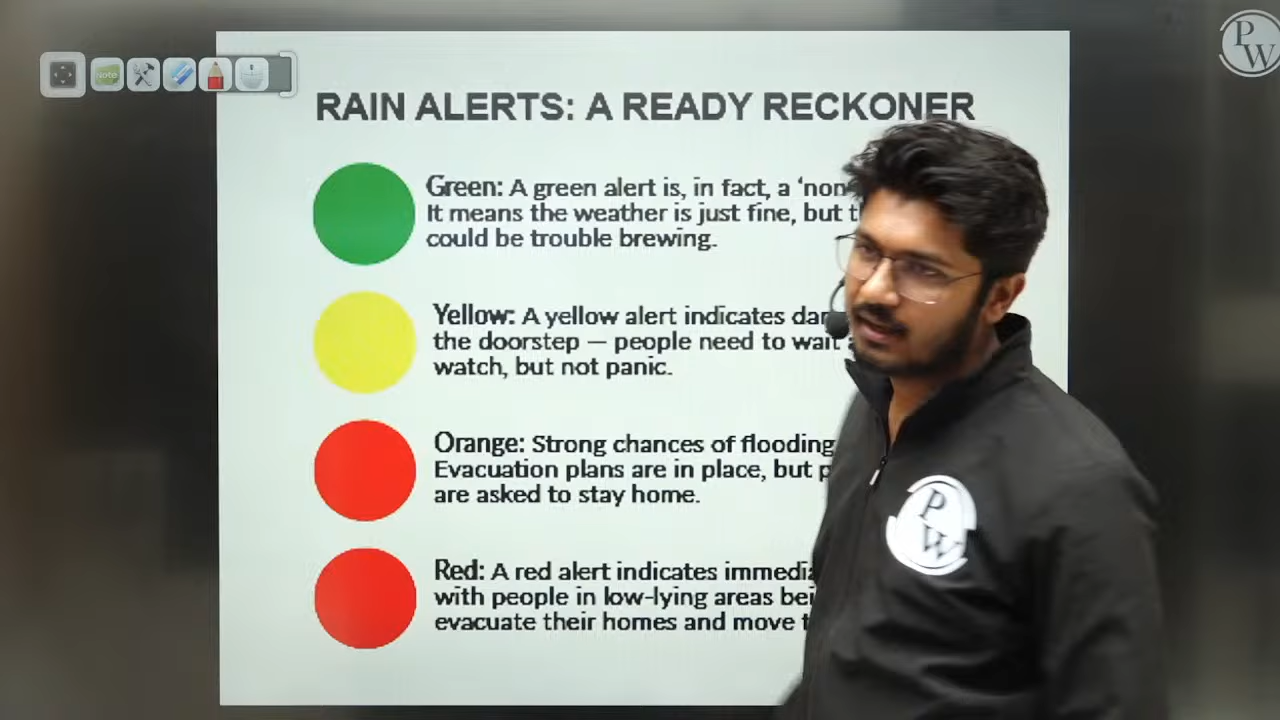 note
P
W
RAIN ALERTS: A READY RECKONER
Green: A green alert is, in fact, a ‘non
It means the weather is just fine, but t
could be trouble brewing.
Yellow: A yellow alert indicates dan
the doorstep — people need to wait
watch, but not panic.
Orange: Strong chances of flooding
Evacuation plans are in place, but p
are asked to stay home.
Red: A red alert indicates immedia
with people in low-lying areas bei
evacuate their homes and move t
P
W